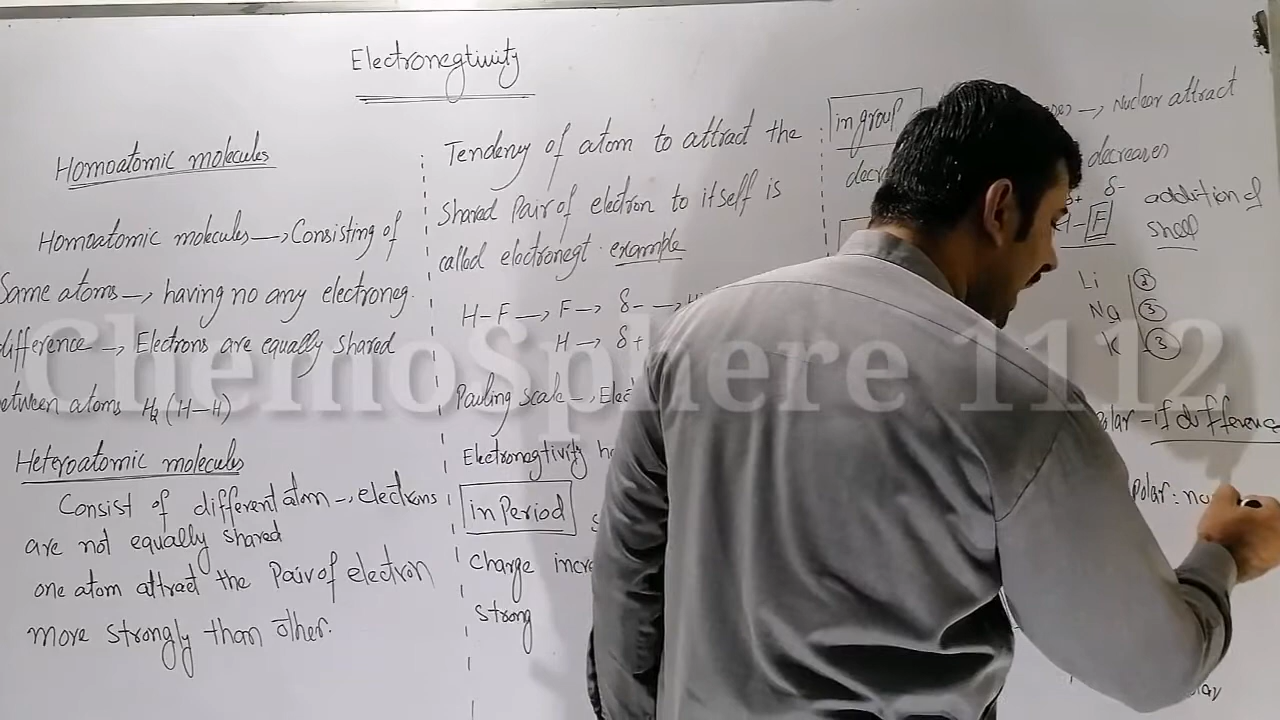 Electronegtivity
Homoatomic molecules
Homoatomic molecules → Consisting of
Same atoms → having no any electroneg.
difference → Electrons are equally shared
between atoms H₂ (H-H)
Heteroatomic molecules
Consist of different atom → electrons
are not equally shared
one atom attract the Pair of electron
more strongly than other.
Tendeny of atom to attract the
Shared Pair of electron to itself is
called electronegt. example
H-F → F → δ- →
H → δ+
Pauling scale →
Electronegtivity
in Period
Charge
strong
in group
→ Nuclear attract
decreases
δ-
F
addition of
shell
Li ②
Na ③
K ③
- if difference
Polar :
ChemoSphere 1112